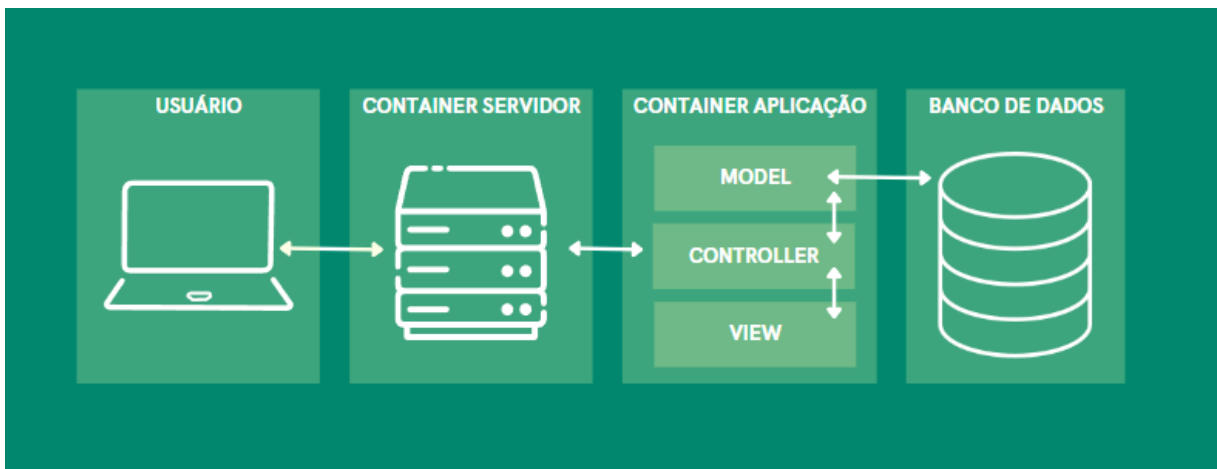 USUÁRIO
CONTAINER SERVIDOR
CONTAINER APLICAÇÃO
BANCO DE DADOS
MODEL
CONTROLLER
VIEW